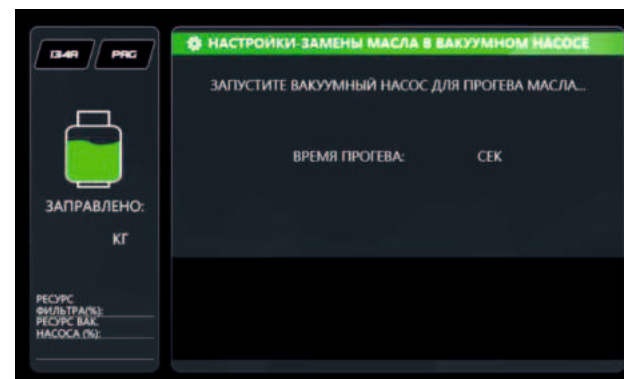 134A PAG
НАСТРОЙКИ-ЗАМЕНЫ МАСЛА В ВАКУУМНОМ НАСОСЕ
ЗАПУСТИТЕ ВАКУУМНЫЙ НАСОС ДЛЯ ПРОГЕВА МАСЛА...
ВРЕМЯ ПРОГЕВА: СЕК
ЗАПРАВЛЕНО:
КГ
РЕСУРС
ФИЛЬТРА(%):
РЕСУРС ВАК.
НАСОСА (%):